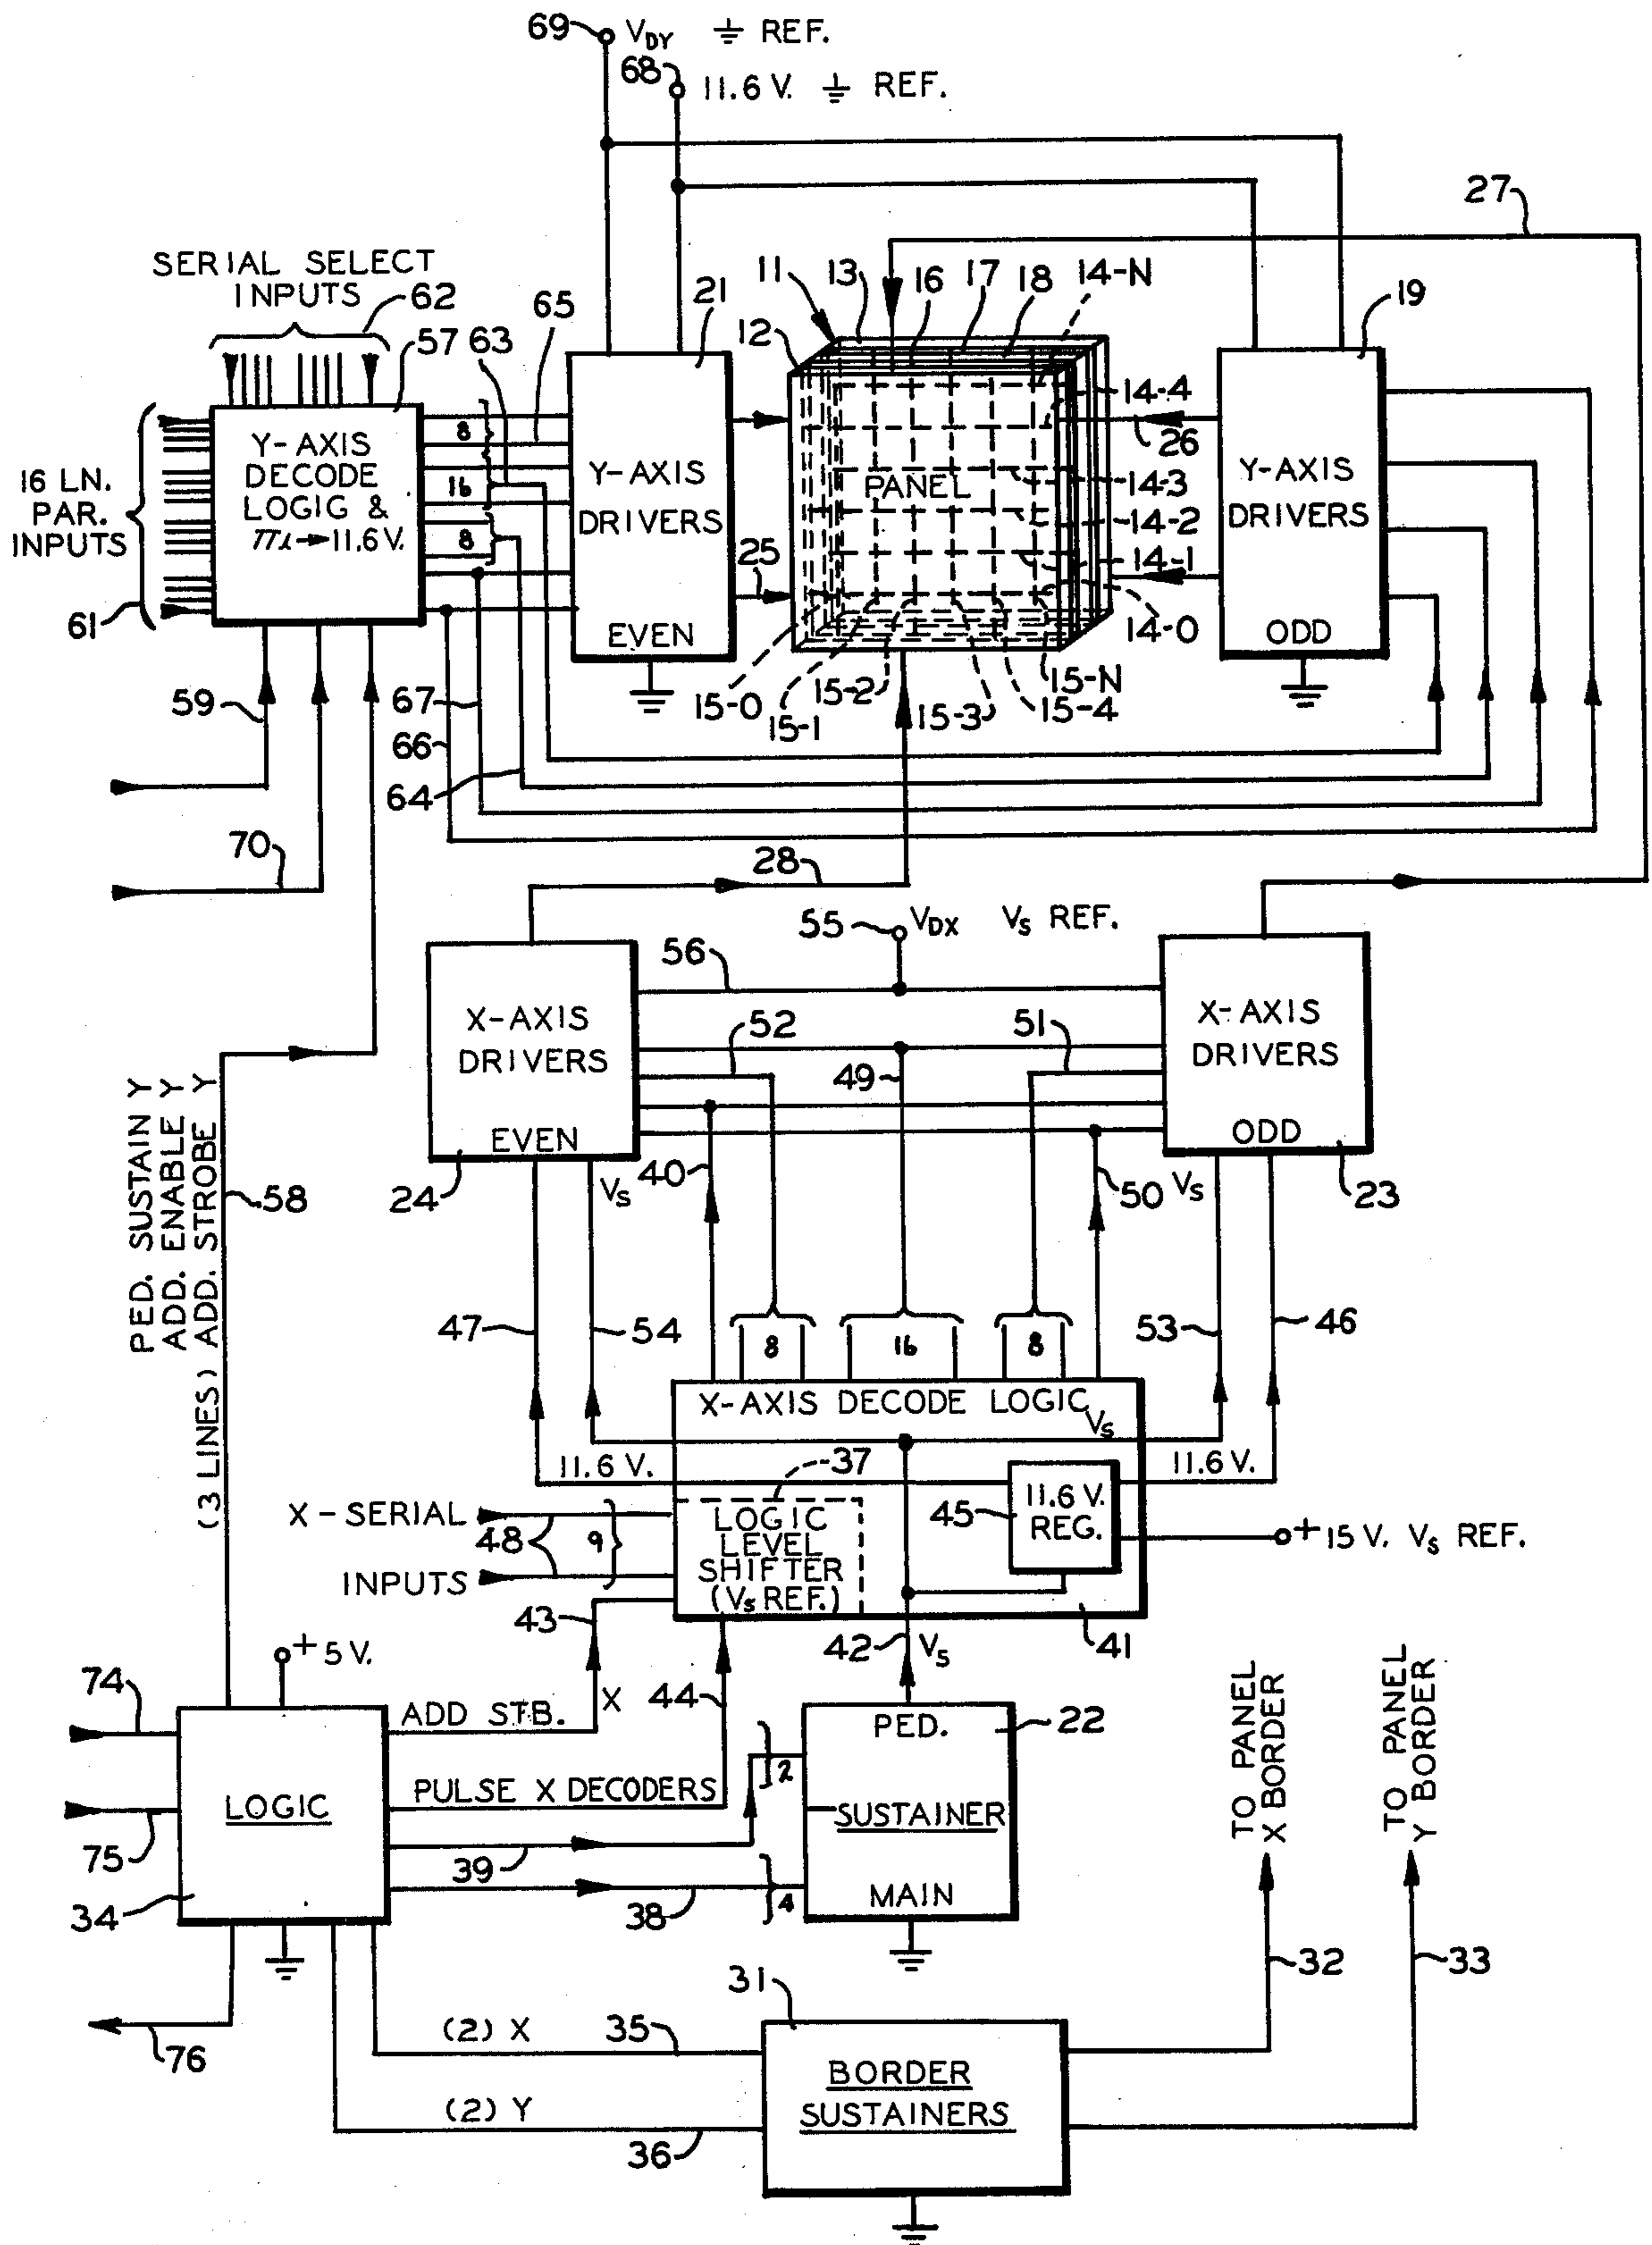 69 VDY ⏚ REF.
68 11.6 V. ⏚ REF.
27
SERIAL SELECT
INPUTS
62
57
63
65
21
11
13
16
17
18
14-N
19
12
16 LN.
PAR.
INPUTS
61
Y-AXIS
DECODE
LOGIC &
8
16
8
Y-AXIS
DRIVERS
EVEN
25
PANEL
14-4
26
14-3
14-2
14-1
14-0
Y-AXIS
DRIVERS
ODD
15-0
15-1
15-2
15-3
15-4
15-N
59
67
66
64
70
28
55 VDX VS REF.
56
X-AXIS
DRIVERS
EVEN
52
49
51
X-AXIS
DRIVERS
ODD
24
VS
40
50
VS
23
PED. SUSTAIN Y
ADD. ENABLE Y
(3 LINES) ADD. STROBE Y
58
47
54
8
16
8
53
46
X-AXIS DECODE LOGIC
VS
11.6 V.
37
11.6 V.
X-SERIAL
INPUTS
48
9
LOGIC
LEVEL
SHIFTER
(VS REF.)
45
11.6 V.
REG.
+ 15 V. VS REF.
43
42
VS
41
+ 5 V.
74
75
LOGIC
34
ADD STB. X
44
PULSE X DECODERS
39
38
2
4
PED.
SUSTAINER
MAIN
22
TO PANEL
X BORDER
TO PANEL
Y BORDER
32
33
76
31
(2) X
35
(2) Y
36
BORDER
SUSTAINERS